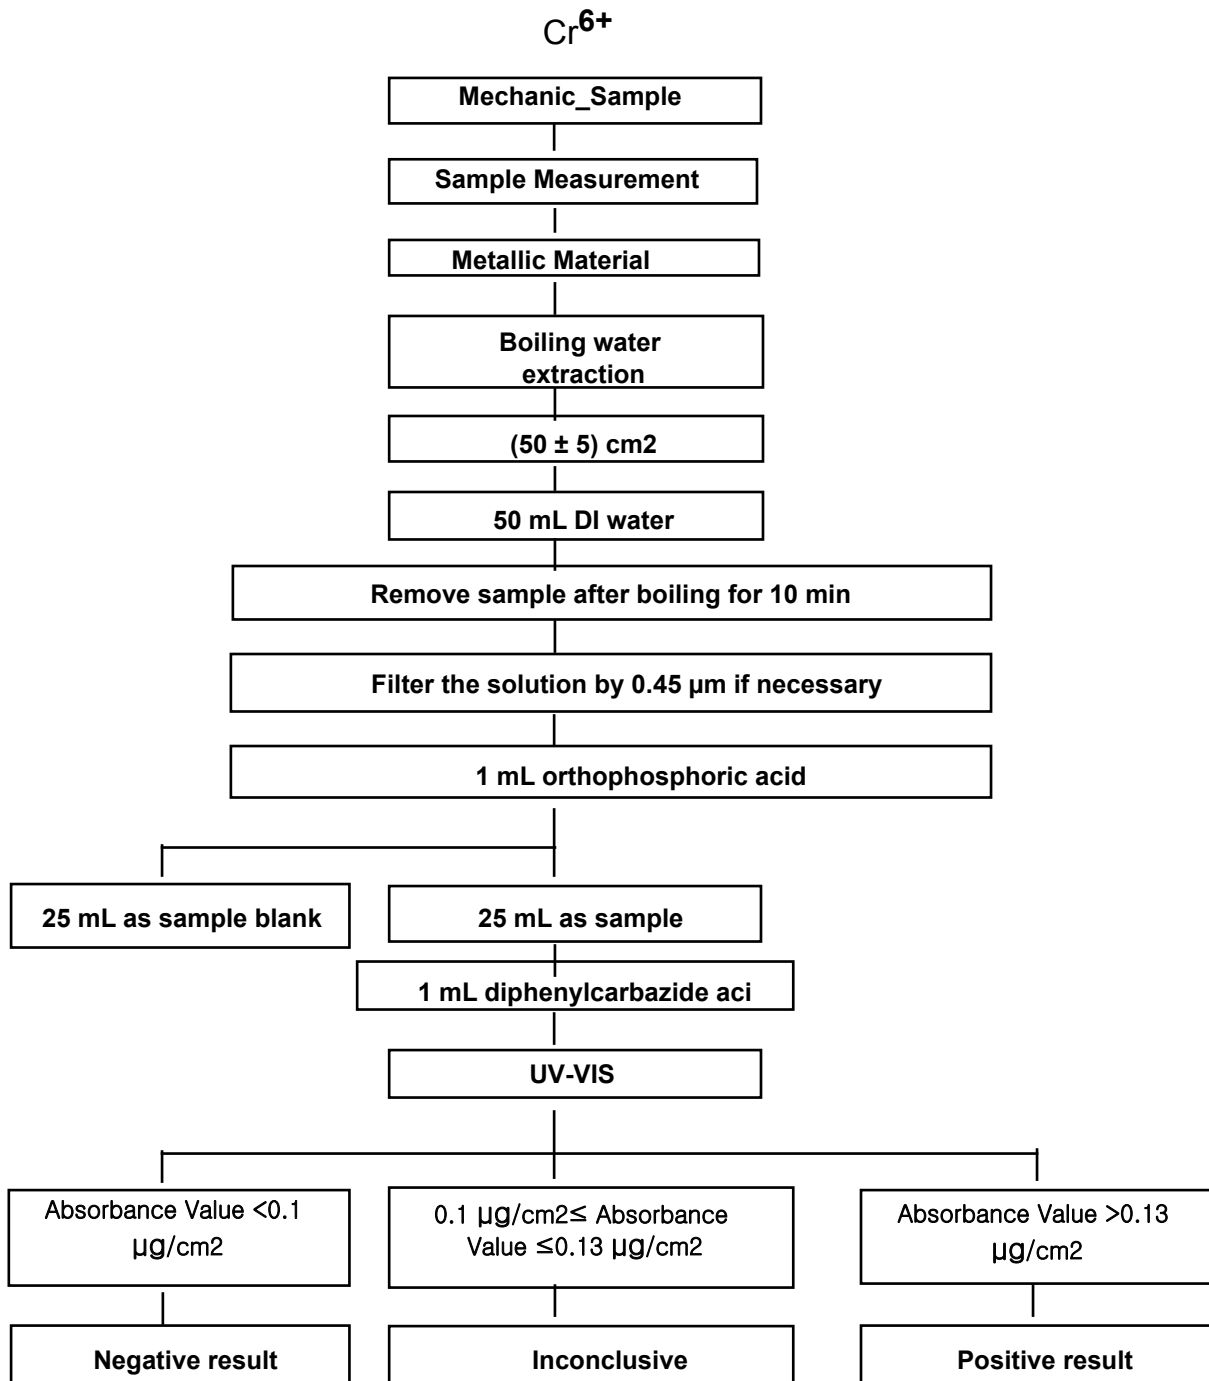 Cr6+
Mechanic_Sample
Sample Measurement
Metallic Material
Boiling water
extraction
(50 ± 5) cm2
50 mL DI water
Remove sample after boiling for 10 min
Filter the solution by 0.45 µm if necessary
1 mL orthophosphoric acid
25 mL as sample blank
25 mL as sample
1 mL diphenylcarbazide aci
UV-VIS
Absorbance Value <0.1
µg/cm2
0.1 µg/cm2≤ Absorbance
Value ≤0.13 µg/cm2
Absorbance Value >0.13
µg/cm2
Negative result
Inconclusive
Positive result